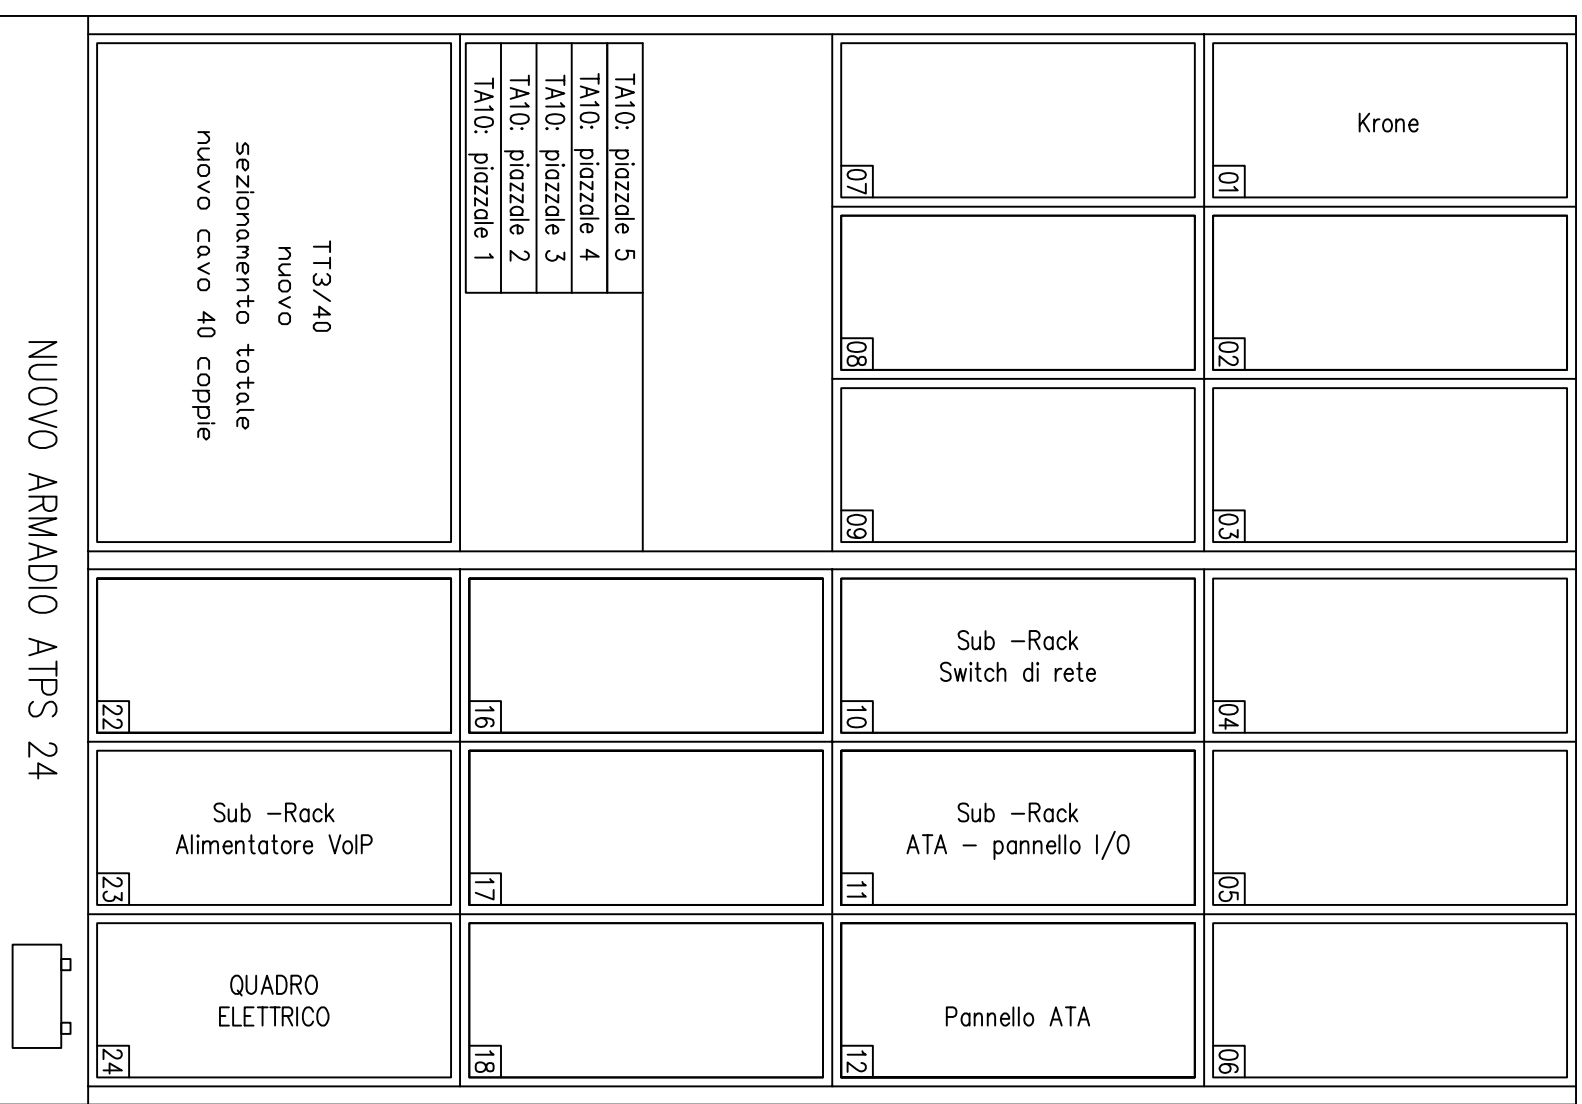 NUOVO ARMADIO ATPS 24
TT3/40
nuovo
sezionamento totale
nuovo cavo 40 coppie
TA10: piazzale 5
TA10: piazzale 4
TA10: piazzale 3
TA10: piazzale 2
TA10: piazzale 1
07
Krone
01
08
02
09
03
22
16
Sub -Rack
Switch di rete
10
04
Sub -Rack
Alimentatore VoIP
23
17
Sub -Rack
ATA - pannello I/O
11
05
QUADRO
ELETTRICO
24
18
Pannello ATA
12
06